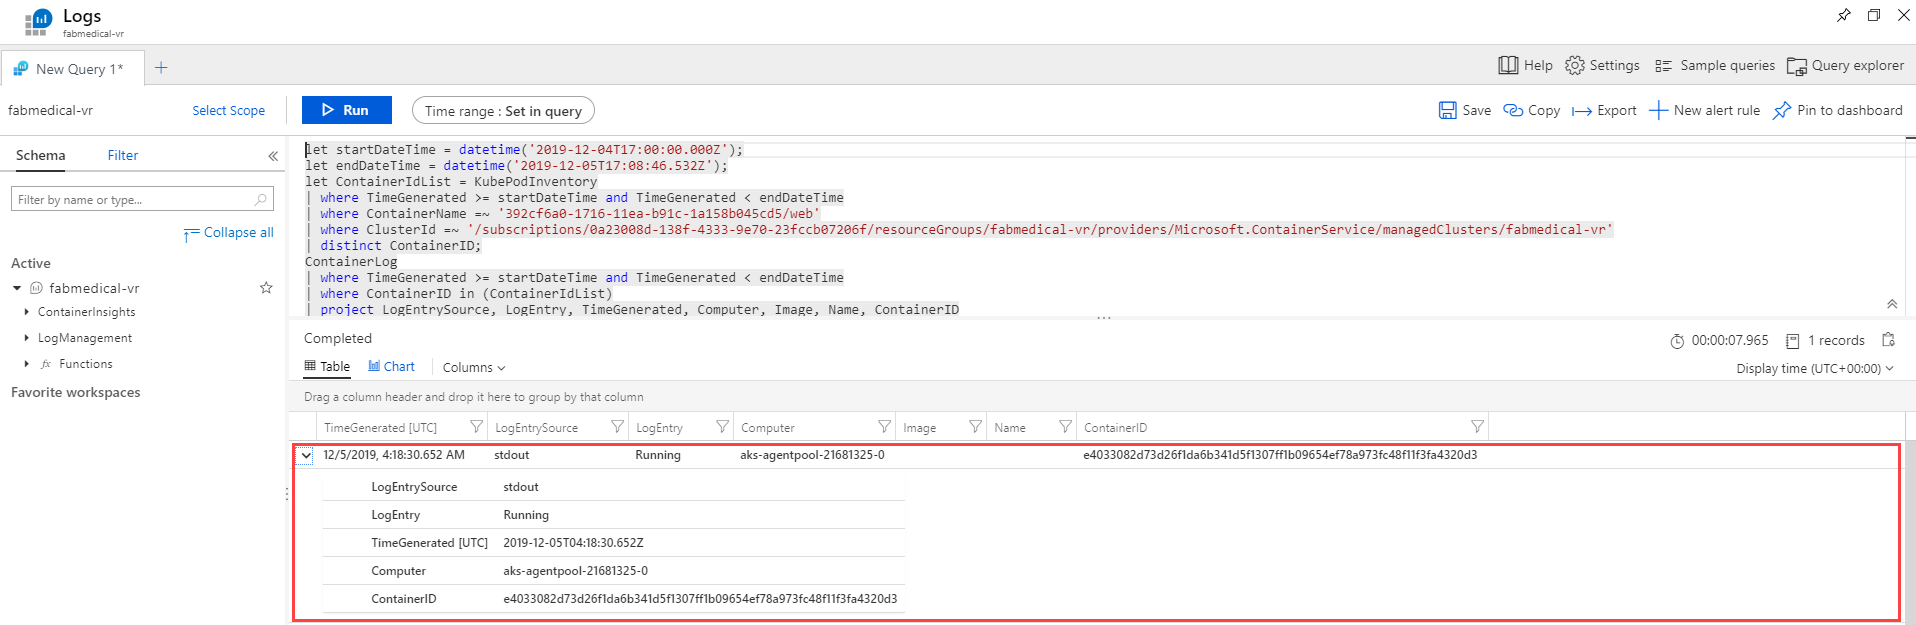 Logs
fabmedical-vr
New Query 1*
Help Settings Sample queries Query explorer
fabmedical-vr Select Scope Run Time range : Set in query Save Copy Export New alert rule Pin to dashboard
Schema Filter
Filter by name or type...
Collapse all
Active
fabmedical-vr
ContainerInsights
LogManagement
fx Functions
Favorite workspaces
let startDateTime = datetime('2019-12-04T17:00:00.000Z');
let endDateTime = datetime('2019-12-05T17:08:46.532Z');
let ContainerIdList = KubePodInventory
| where TimeGenerated >= startDateTime and TimeGenerated < endDateTime
| where ContainerName =~ '392cf6a0-1716-11ea-b91c-1a158b045cd5/web'
| where ClusterId =~ '/subscriptions/0a23008d-138f-4333-9e70-23fccb07206f/resourceGroups/fabmedical-vr/providers/Microsoft.ContainerService/managedClusters/fabmedical-vr'
| distinct ContainerID;
ContainerLog
| where TimeGenerated >= startDateTime and TimeGenerated < endDateTime
| where ContainerID in (ContainerIdList)
| project LogEntrySource, LogEntry, TimeGenerated, Computer, Image, Name, ContainerID
Completed 00:00:07.965 1 records
Table Chart Columns Display time (UTC+00:00)
Drag a column header and drop it here to group by that column
TimeGenerated [UTC] LogEntrySource LogEntry Computer Image Name ContainerID
12/5/2019, 4:18:30.652 AM stdout Running aks-agentpool-21681325-0 e4033082d73d26f1da6b341d5f1307ff1b09654ef78a973fc48f11f3fa4320d3
LogEntrySource stdout
LogEntry Running
TimeGenerated [UTC] 2019-12-05T04:18:30.652Z
Computer aks-agentpool-21681325-0
ContainerID e4033082d73d26f1da6b341d5f1307ff1b09654ef78a973fc48f11f3fa4320d3